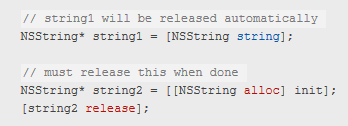 // string1 will be released automatically
NSString* string1 = [NSString string];
// must release this when done
NSString* string2 = [[NSString alloc] init];
[string2 release];